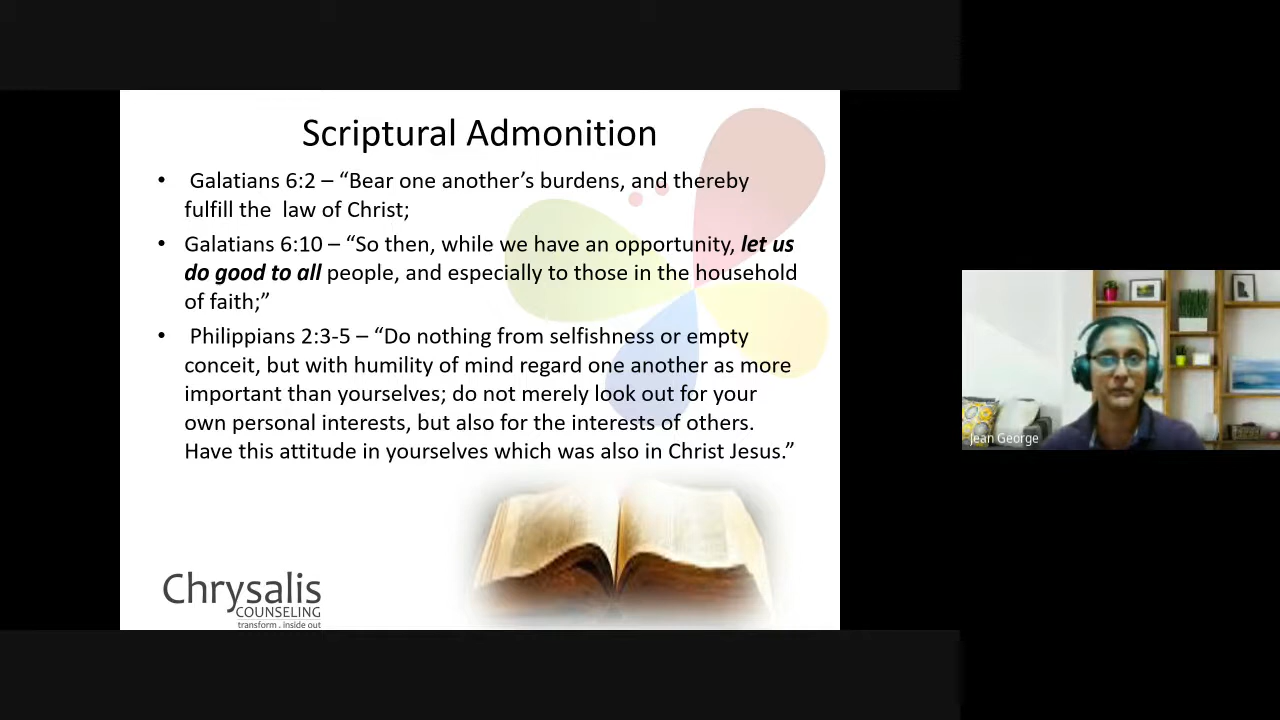 Scriptural Admonition
• Galatians 6:2 – “Bear one another’s burdens, and thereby
fulfill the law of Christ;
• Galatians 6:10 – “So then, while we have an opportunity, let us
do good to all people, and especially to those in the household
of faith;”
• Philippians 2:3-5 – “Do nothing from selfishness or empty
conceit, but with humility of mind regard one another as more
important than yourselves; do not merely look out for your
own personal interests, but also for the interests of others.
Have this attitude in yourselves which was also in Christ Jesus.”
Chrysalis
COUNSELING
transform . inside out
Jean George